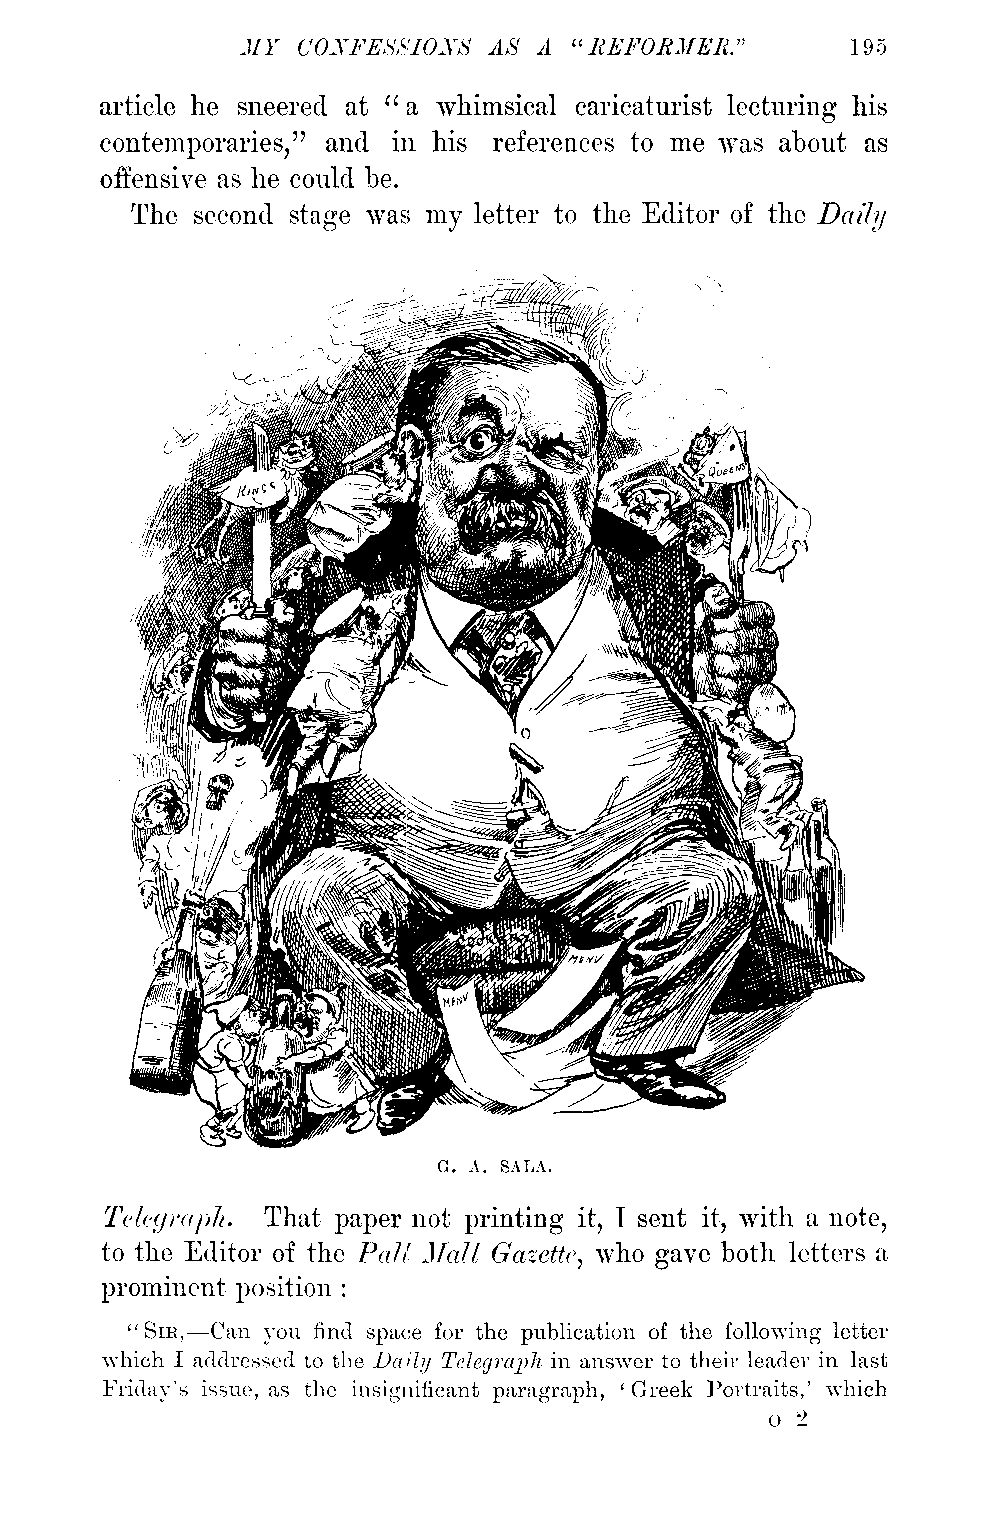 MY CONFESSIONS AS A "REFORMER." 195
article he sneered at "a whimsical caricaturist lecturing his
contemporaries," and in his references to me was about as
offensive as he could be.
The second stage was my letter to the Editor of the Daily
KINGS
QUEENS
MENU
MENU
G. A. SALA.
Telegraph. That paper not printing it, I sent it, with a note,
to the Editor of the Pall Mall Gazette, who gave both letters a
prominent position :
"SIR,—Can you find space for the publication of the following letter
which I addressed to the Daily Telegraph in answer to their leader in last
Friday's issue, as the insignificant paragraph, 'Greek Portraits,' which
O 2